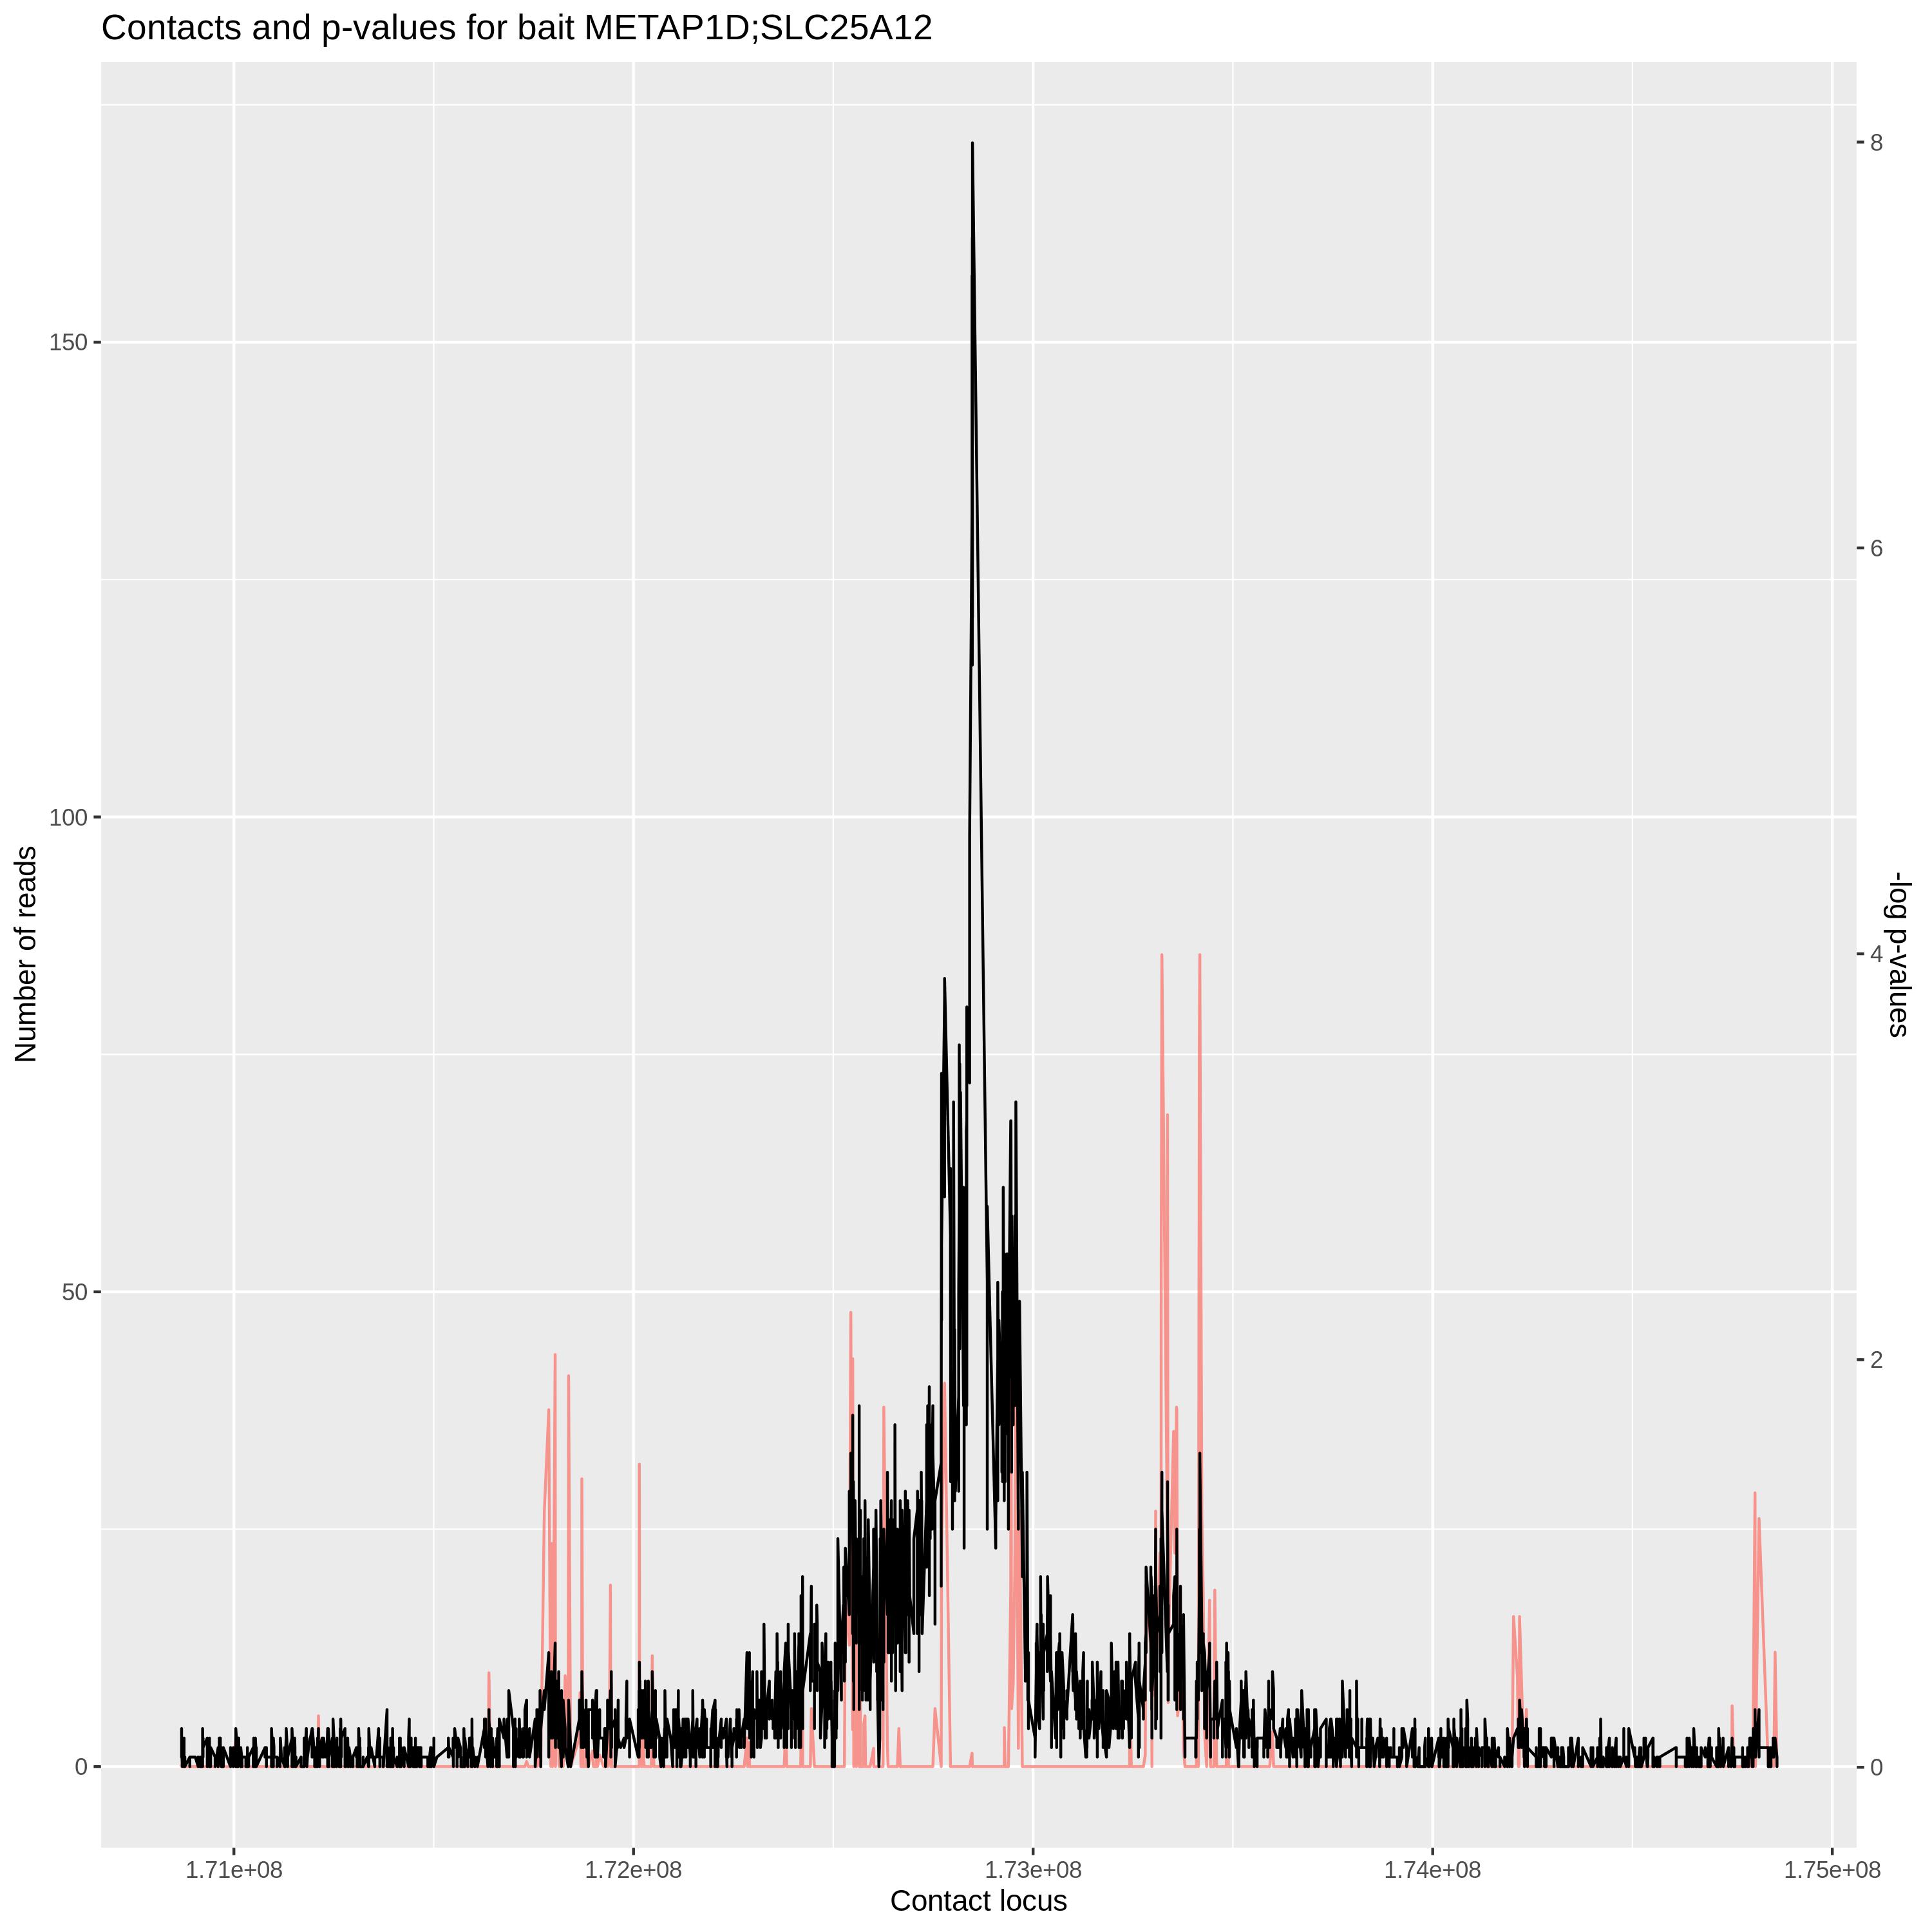 Contacts and p-values for bait METAP1D;SLC25A12
Number of reads
150
100
50
0
8
6
4
2
0
-log p-values
1.71e+08 1.72e+08 1.73e+08 1.74e+08 1.75e+08
Contact locus